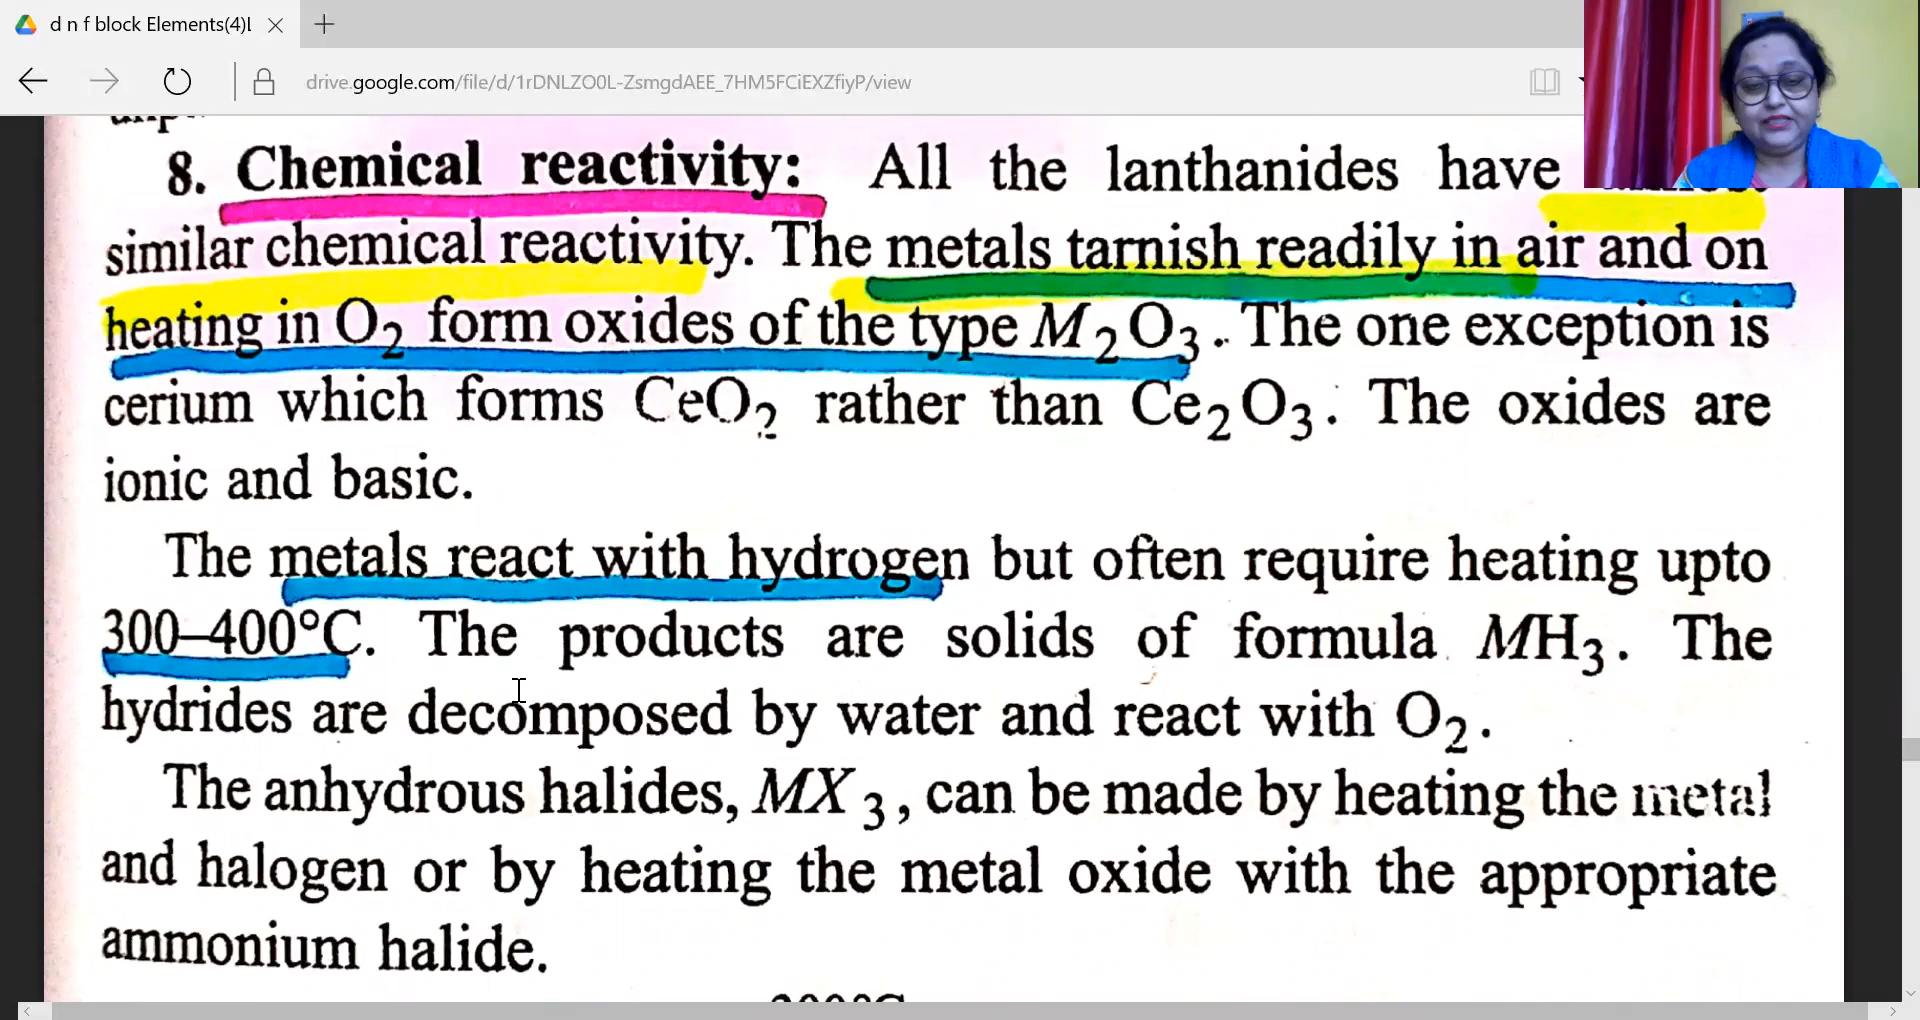 d n f block Elements(4)L
drive.google.com/file/d/1rDNLZO0L-ZsmgdAEE_7HM5FCiEXZfiyP/view
8. Chemical reactivity: All the lanthanides have
similar chemical reactivity. The metals tarnish readily in air and on
heating in O₂ form oxides of the type M₂O₃. The one exception is
cerium which forms CeO₂ rather than Ce₂O₃. The oxides are
ionic and basic.
The metals react with hydrogen but often require heating upto
300–400°C. The products are solids of formula MH₃. The
hydrides are decomposed by water and react with O₂.
The anhydrous halides, MX₃, can be made by heating the metal
and halogen or by heating the metal oxide with the appropriate
ammonium halide.